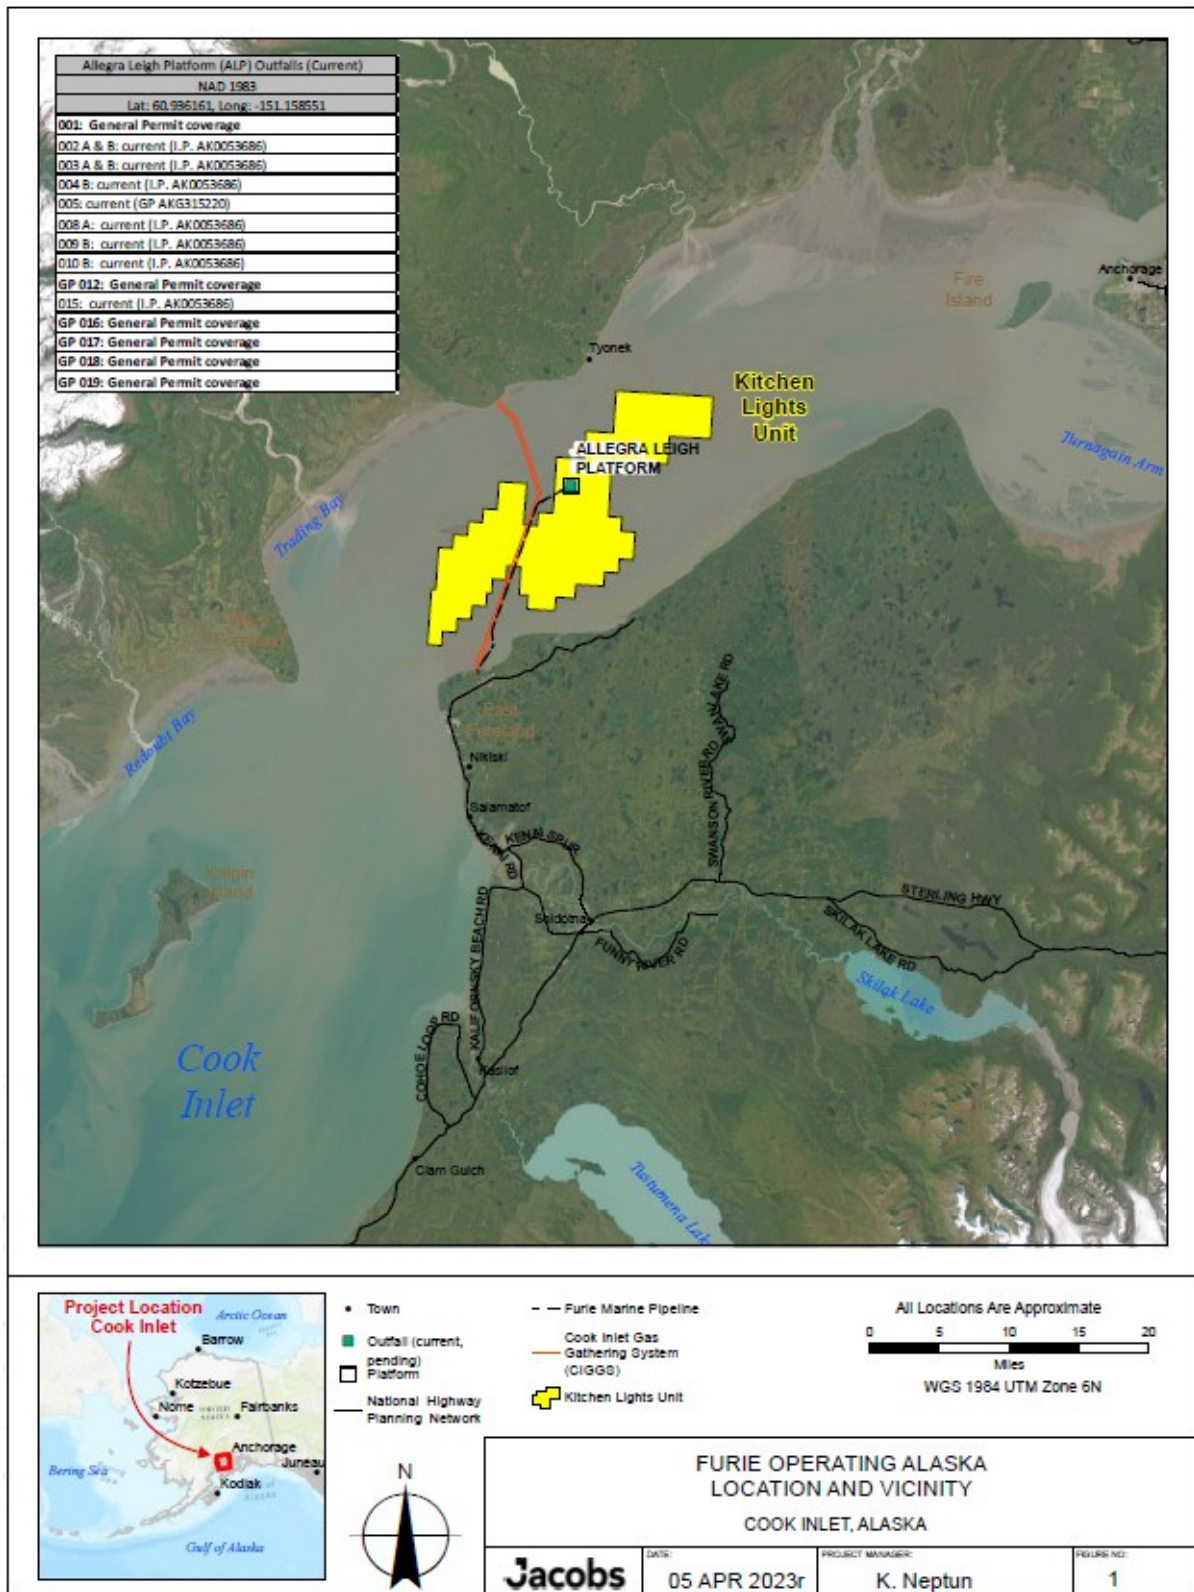 Allegra Leigh Platform (ALP) Outfalls (Current)
NAD 1983
Lat: 60.936161, Long: -151.158551
001: General Permit coverage
002 A & B: current (I.P. AK0053686)
003 A & B: current (I.P. AK0053686)
004 B: current (I.P. AK0053686)
005: current (GP AKG315220)
008 A: current (I.P. AK0053686)
009 B: current (I.P. AK0053686)
010 B: current (I.P. AK0053686)
GP 012: General Permit coverage
015: current (I.P. AK0053686)
GP 016: General Permit coverage
GP 017: General Permit coverage
GP 018: General Permit coverage
GP 019: General Permit coverage
Anchorage
Fire
Island
Tyonek
Kitchen
Lights
Unit
ALLEGRA LEIGH
PLATFORM
Turnagain Arm
Trading Bay
East
Foreland
Redoubt Bay
Nikiski
Salamatof
KENAI SPUR
KENAI RD
SWANSON RIVER RD
SWAN LAKE RD
Kalgin
Island
STERLING HWY
Soldotna
FUNNY RIVER RD
SKILAK LAKE RD
Skilak Lake
KALIFORNSKY BEACH RD
COHOE LOOP RD
Kasilof
Cook
Inlet
Clam Gulch
Tustumena Lake
Project Location
Cook Inlet
Arctic Ocean
Barrow
Kotzebue
Nome
Fairbanks
Anchorage
Juneau
Bering Sea
Kodiak
Gulf of Alaska
Town
Outfall (current,
pending)
Platform
National Highway
Planning Network
Furie Marine Pipeline
Cook Inlet Gas
Gathering System
(CIGGS)
Kitchen Lights Unit
All Locations Are Approximate
0 5 10 15 20
Miles
WGS 1984 UTM Zone 6N
N
FURIE OPERATING ALASKA
LOCATION AND VICINITY
COOK INLET, ALASKA
Jacobs
DATE:
05 APR 2023r
PROJECT MANAGER:
K. Neptun
FIGURE NO:
1